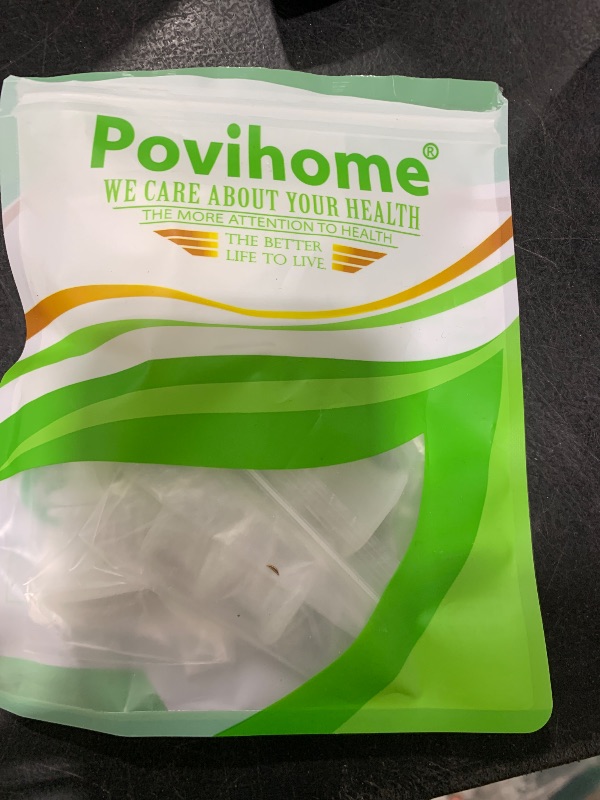 Povihome®
WE CARE ABOUT YOUR HEALTH
THE MORE ATTENTION TO HEALTH
THE BETTER
LIFE TO LIVE